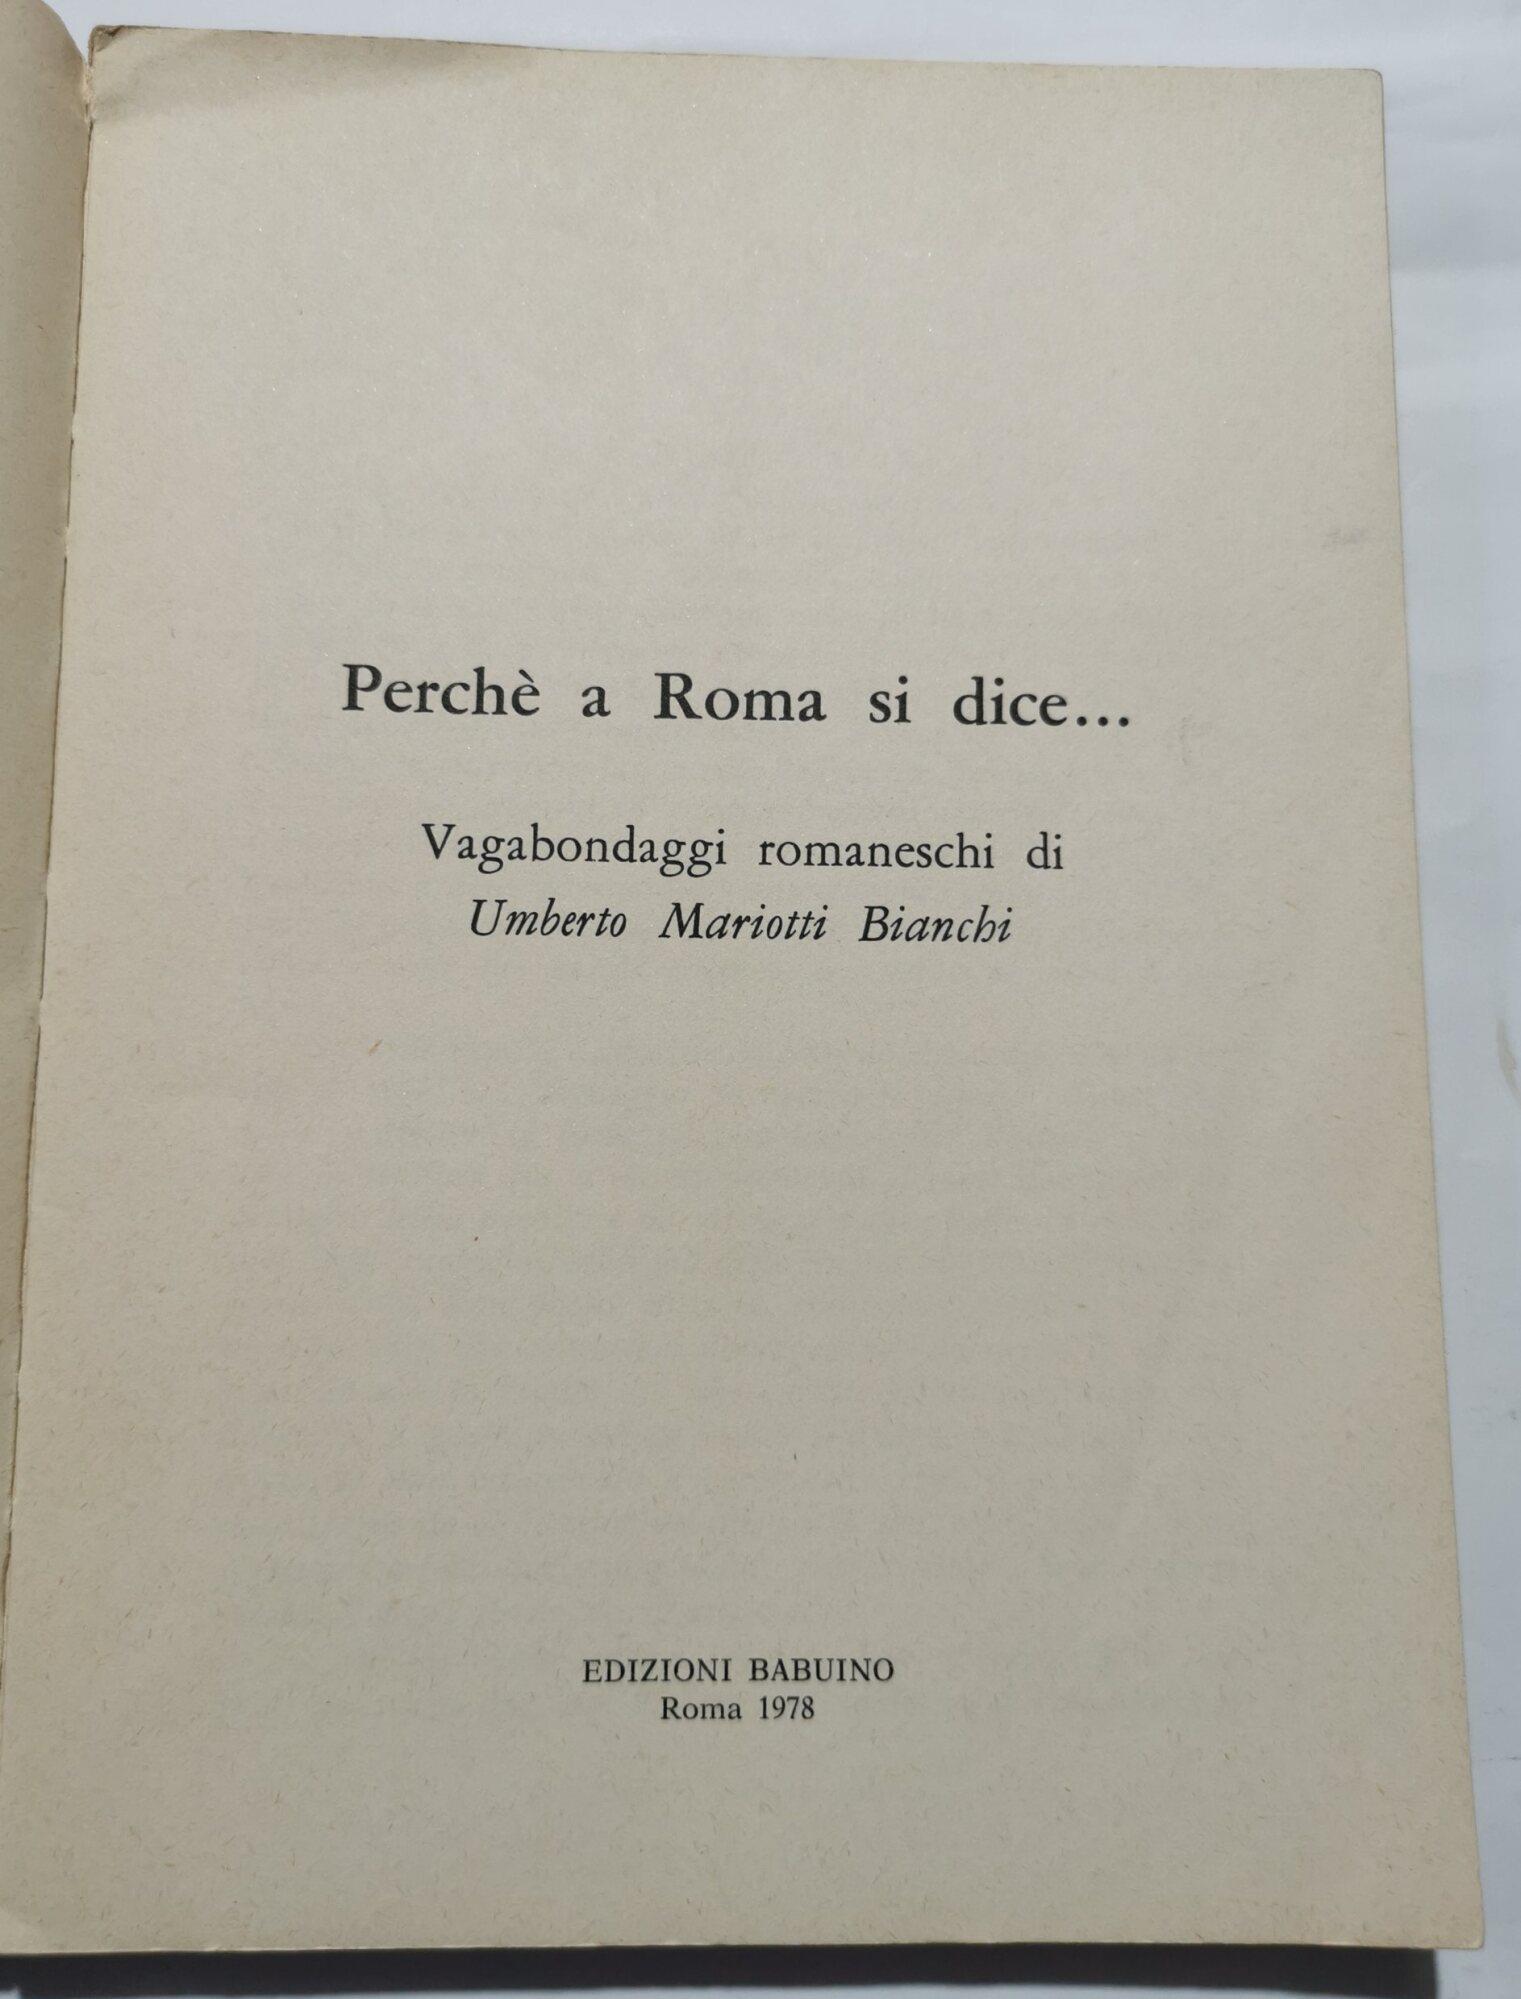 Perchè a Roma si dice...
Vagabondaggi romaneschi di
Umberto Mariotti Bianchi
EDIZIONI BABUINO
Roma 1978